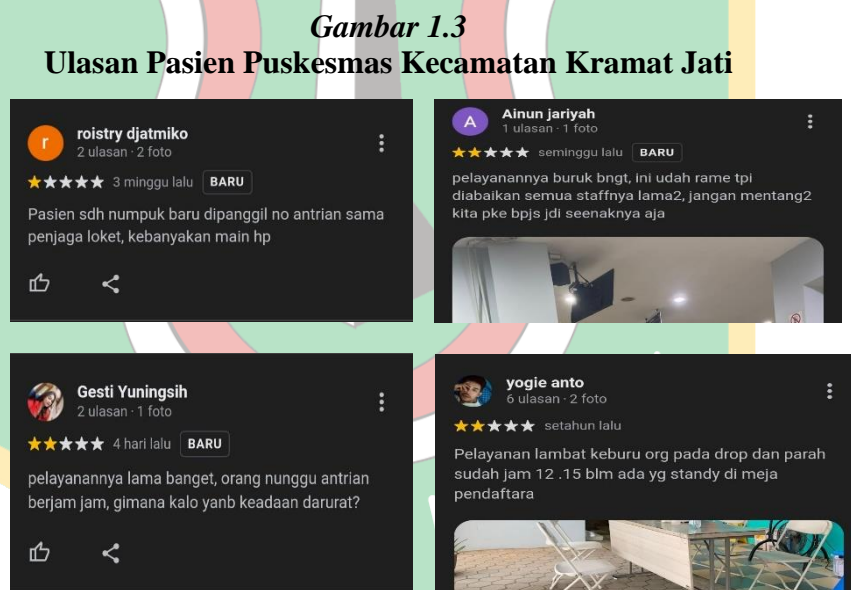 Gambar 1.3
Ulasan Pasien Puskesmas Kecamatan Kramat Jati
r
roistry djatmiko
2 ulasan · 2 foto
3 minggu lalu BARU
Pasien sdh numpuk baru dipanggil no antrian sama
penjaga loket, kebanyakan main hp
A
Ainun jariyah
1 ulasan · 1 foto
seminggu lalu BARU
pelayanannya buruk bngt, ini udah rame tpi
diabaikan semua staffnya lama2, jangan mentang2
kita pke bpjs jdi seenaknya aja
Gesti Yuningsih
2 ulasan · 1 foto
4 hari lalu BARU
pelayanannya lama banget, orang nunggu antrian
berjam jam, gimana kalo yanb keadaan darurat?
yogie anto
6 ulasan · 2 foto
setahun lalu
Pelayanan lambat keburu org pada drop dan parah
sudah jam 12 .15 blm ada yg standy di meja
pendaftara